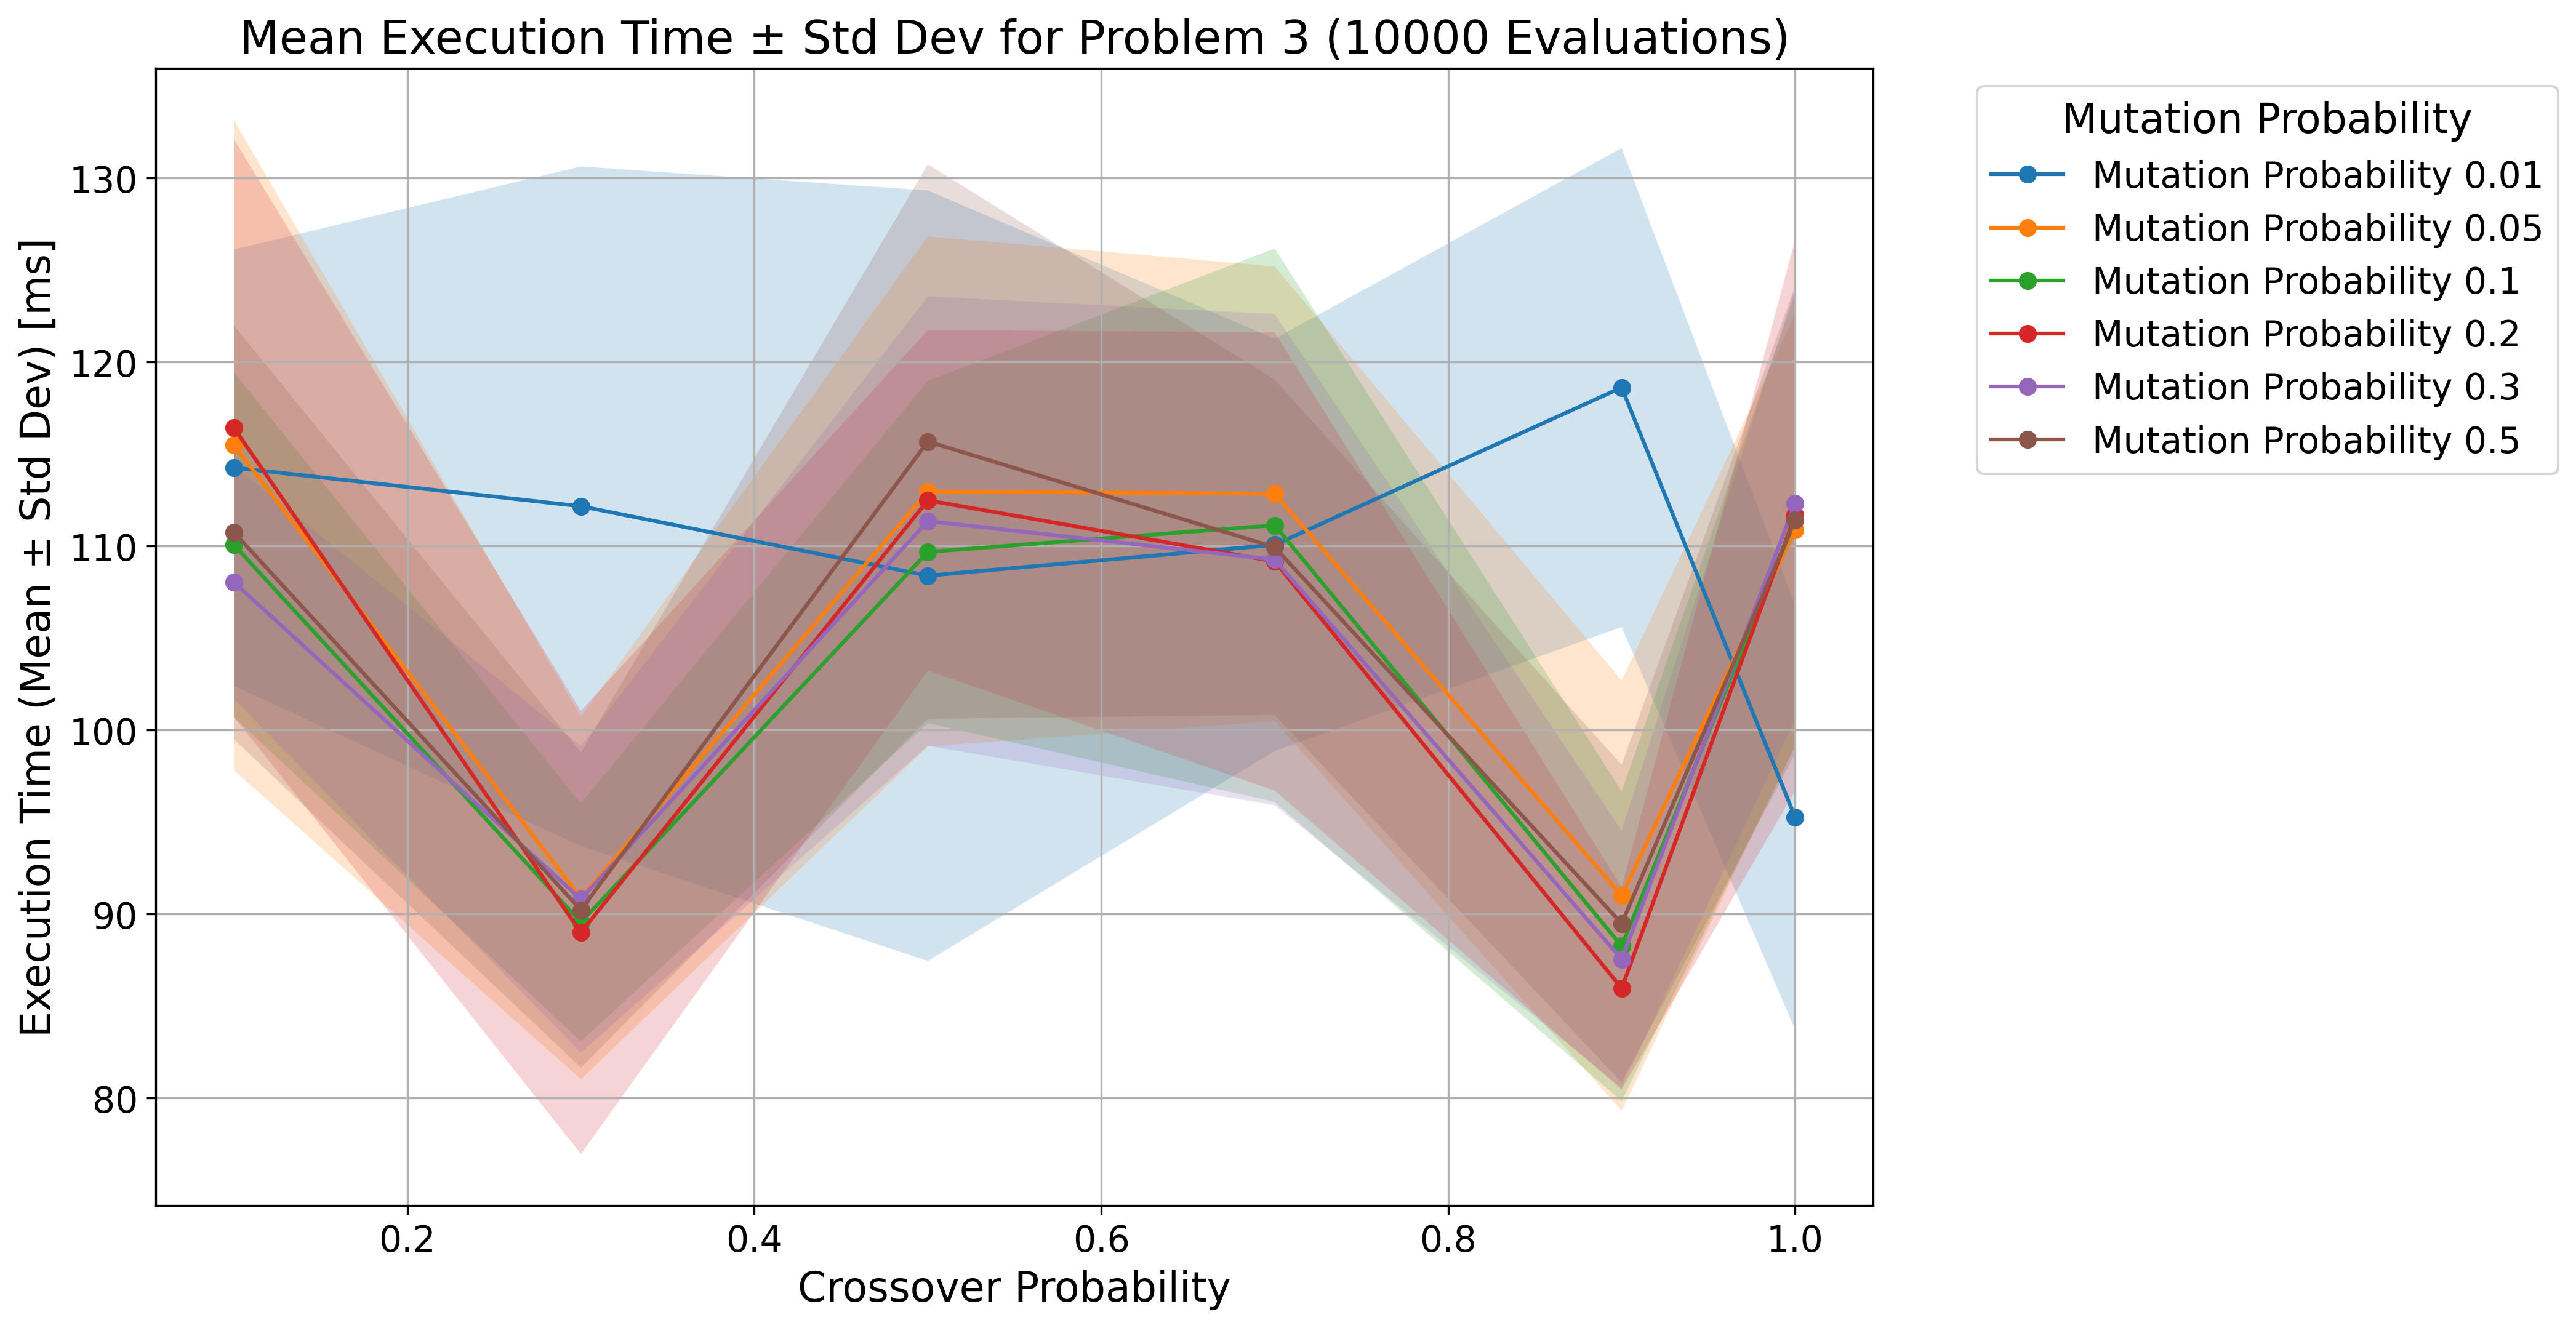 Mean Execution Time ± Std Dev for Problem 3 (10000 Evaluations)
Execution Time (Mean ± Std Dev) [ms]
130
120
110
100
90
80
0.2
0.4
0.6
0.8
1.0
Crossover Probability
Mutation Probability
Mutation Probability 0.01
Mutation Probability 0.05
Mutation Probability 0.1
Mutation Probability 0.2
Mutation Probability 0.3
Mutation Probability 0.5